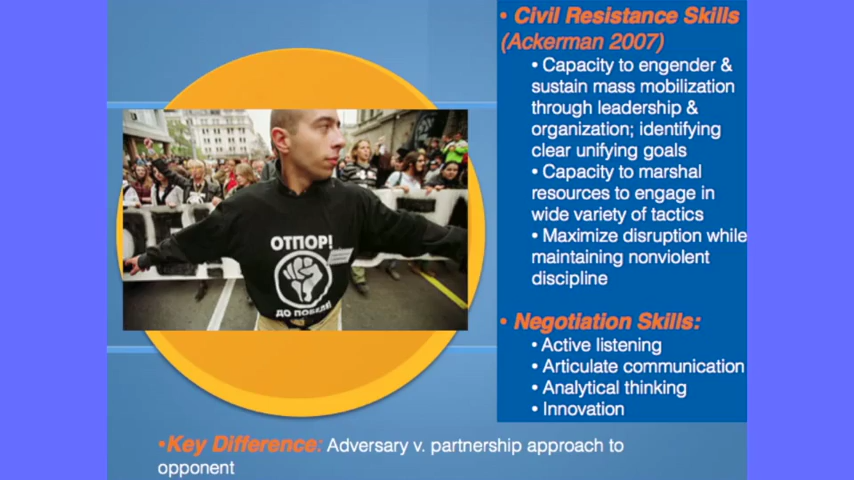 • Civil Resistance Skills
(Ackerman 2007)
• Capacity to engender &
sustain mass mobilization
through leadership &
organization; identifying
clear unifying goals
• Capacity to marshal
resources to engage in
wide variety of tactics
• Maximize disruption while
maintaining nonviolent
discipline
• Negotiation Skills:
• Active listening
• Articulate communication
• Analytical thinking
• Innovation
ОТПОР!
ДО ПОБЕДЕ!
•Key Difference: Adversary v. partnership approach to
opponent